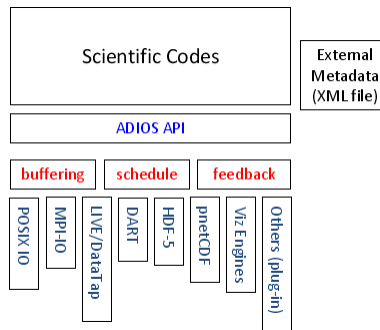 Scientific Codes
External
Metadata
(XML file)
ADIOS API
buffering
schedule
feedback
POSIX IO
MPI-IO
LIVE/DataTap
DART
HDF-5
pnetCDF
Viz Engines
Others (plug-in)